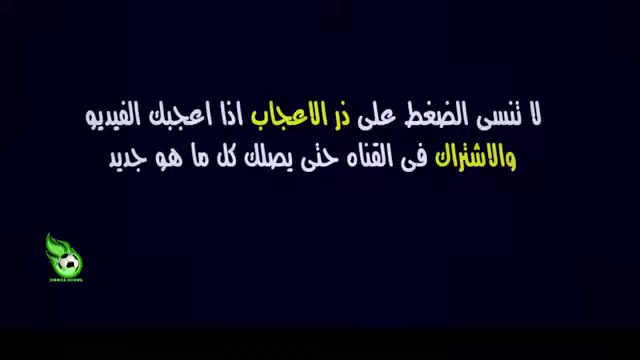 لا تنسى الضغط على ذر الاعجاب اذا اعجبك الفيديو
والاشتراك فى القناه حتى يصلك كل ما هو جديد